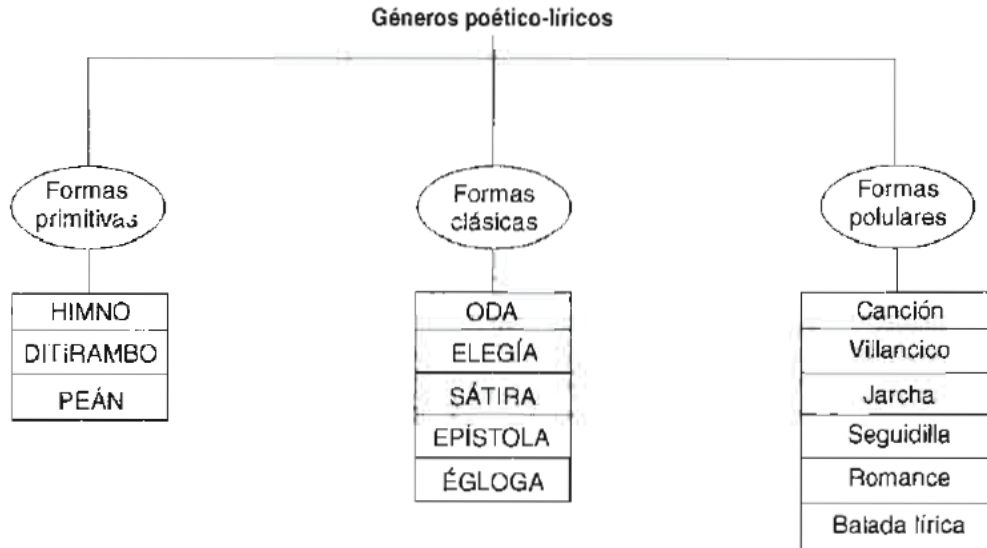 Géneros poético-líricos
Formas
primitivas
HIMNO
DITIRAMBO
PEÁN
Formas
clásicas
ODA
ELEGÍA
SÁTIRA
EPÍSTOLA
ÉGLOGA
Formas
polulares
Canción
Villancico
Jarcha
Seguidilla
Romance
Balada lírica